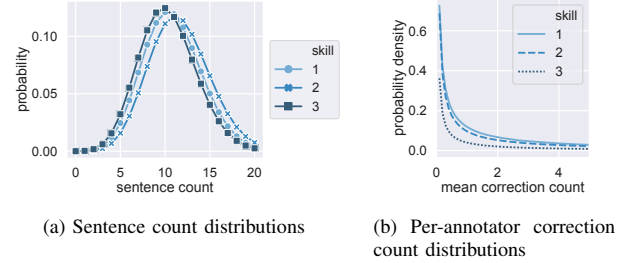 probability
0.10
0.05
0.00
0 5 10 15 20
sentence count
skill
1
2
3
(a) Sentence count distributions
probability density
0.6
0.4
0.2
0.0
0 2 4
mean correction count
skill
1
2
3
(b) Per-annotator correction
count distributions